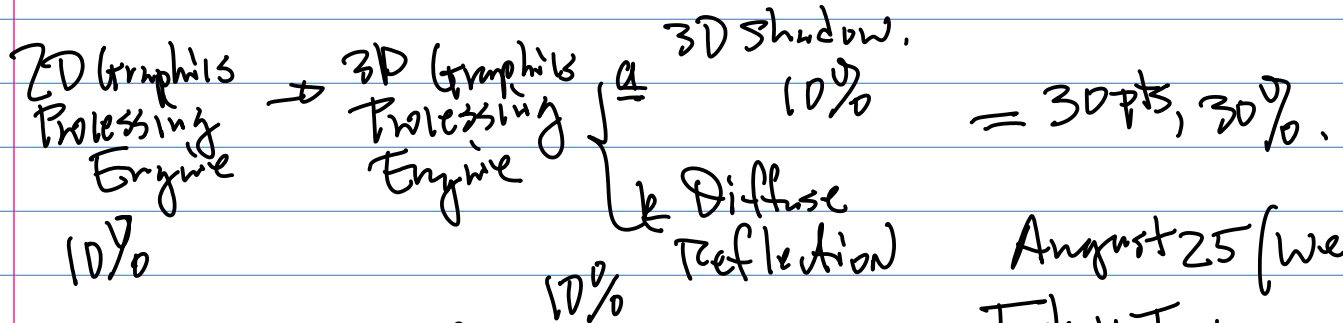 2D Graphics
Processing
Engine
10%
→ 3D Graphics
Processing
Engine
a 3D Shadow.
10%
b Diffuse
Reflection
10%
= 30pts, 30%.
August 25 (We